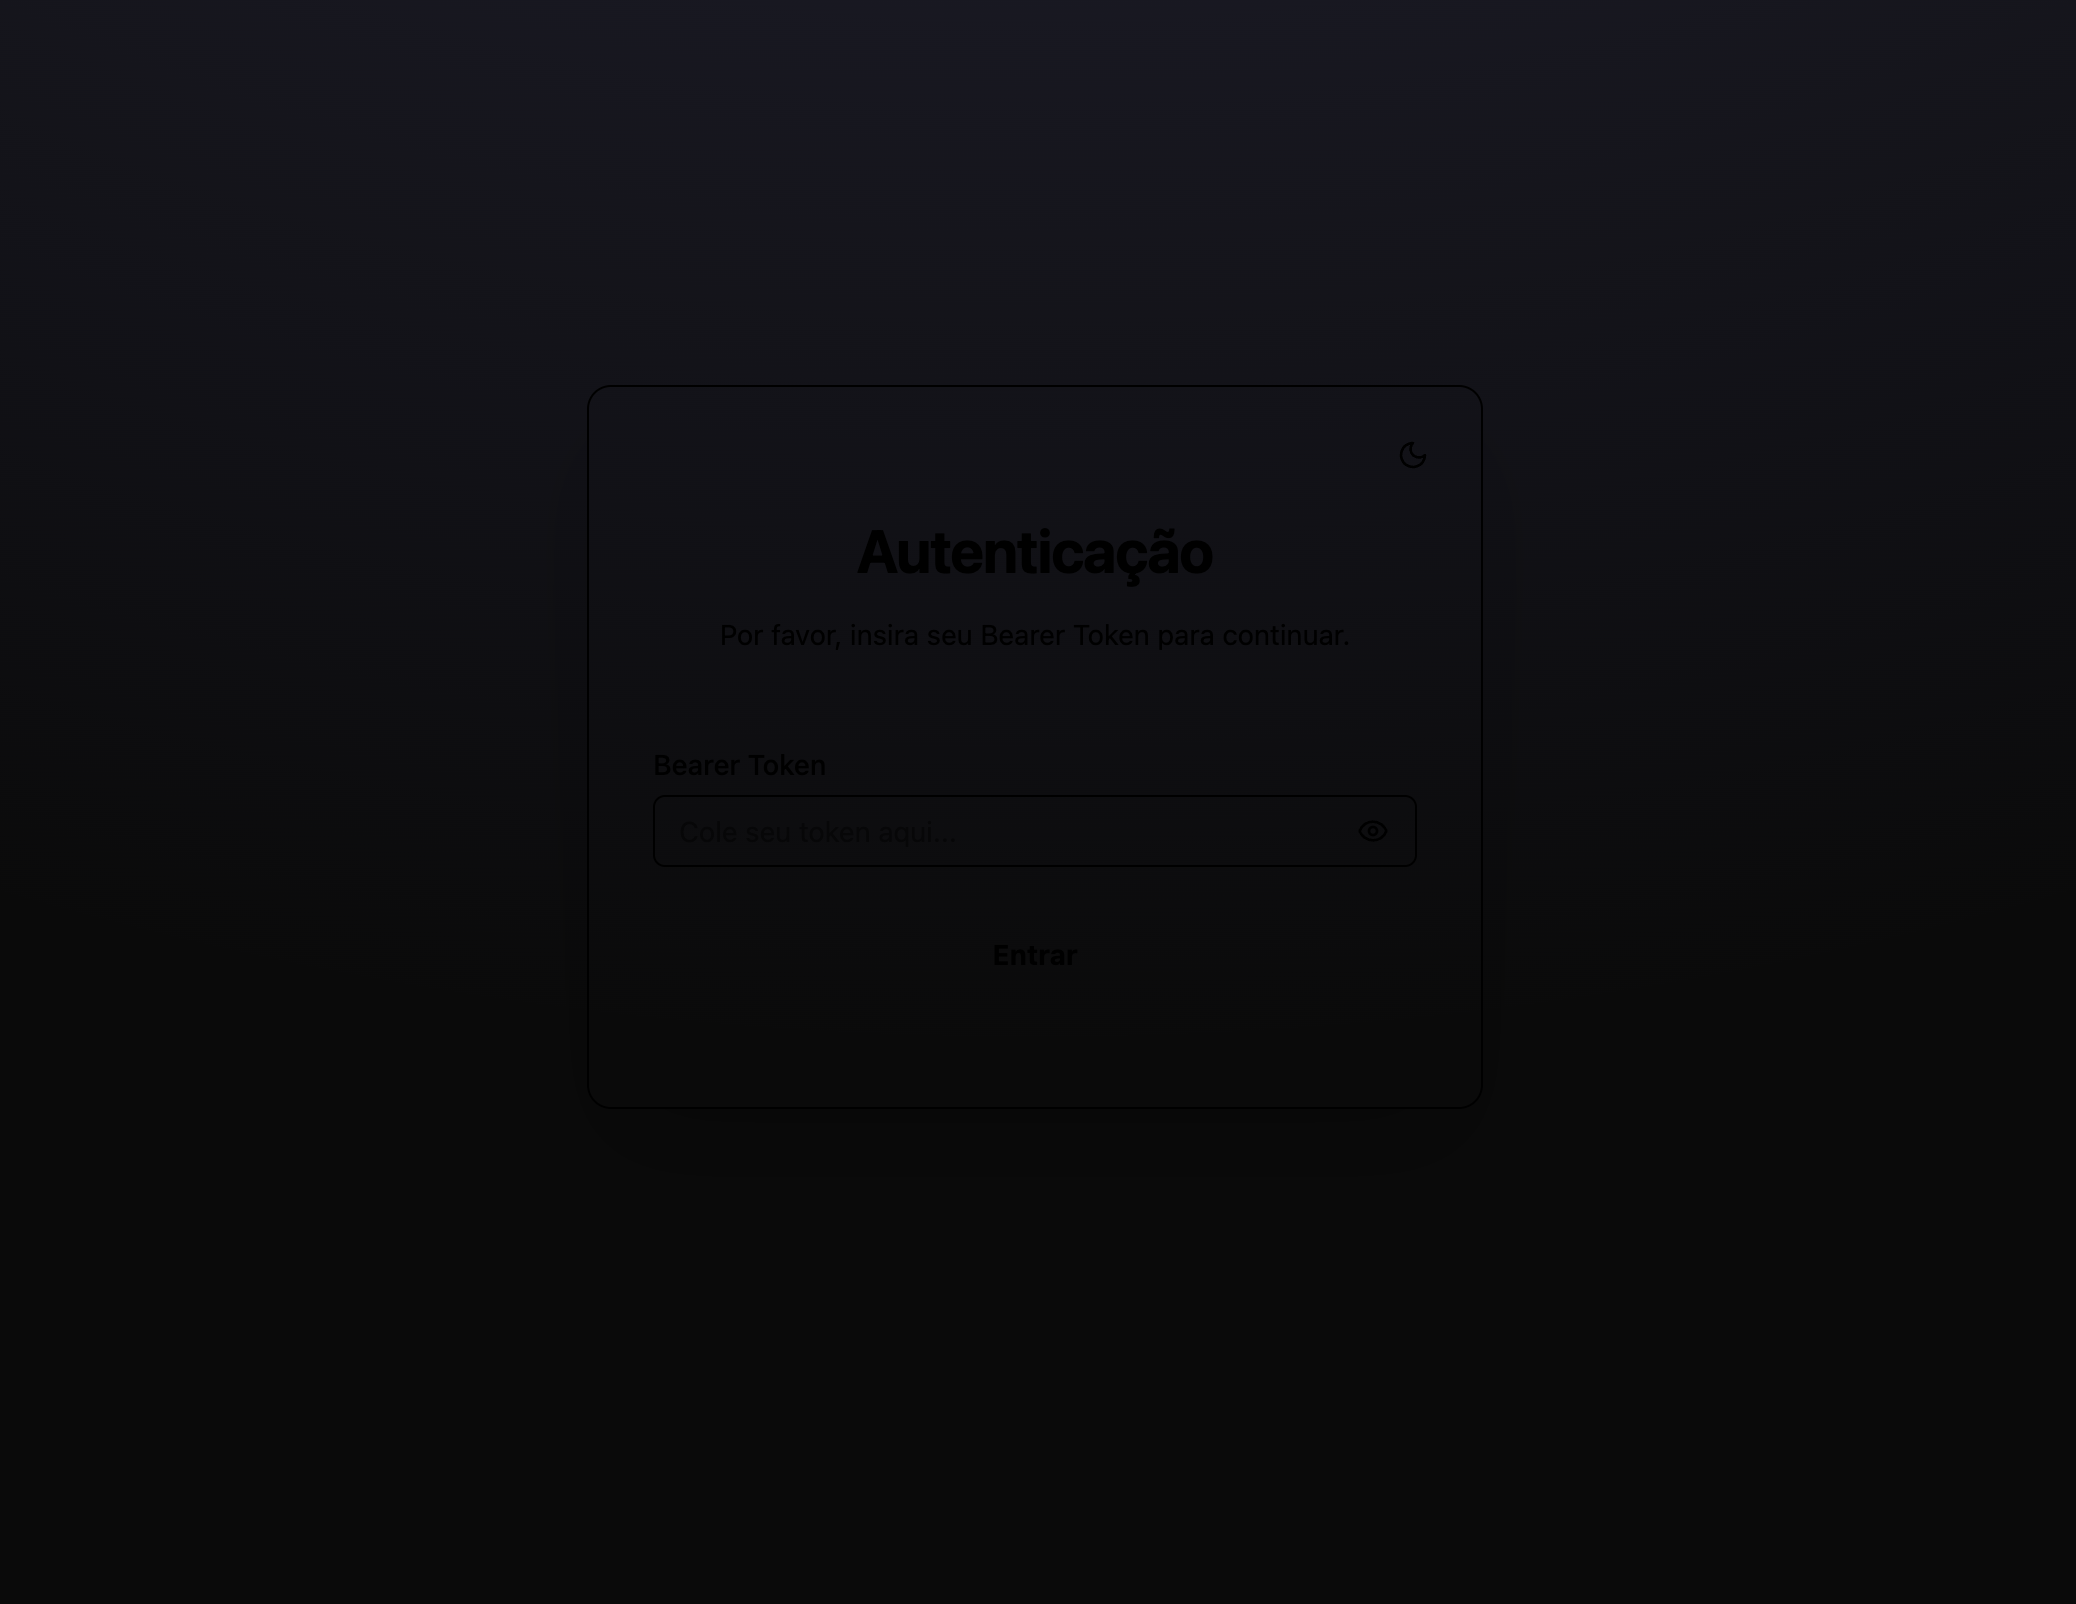 Autenticação
Por favor, insira seu Bearer Token para continuar.
Bearer Token
Cole seu token aqui...
Entrar